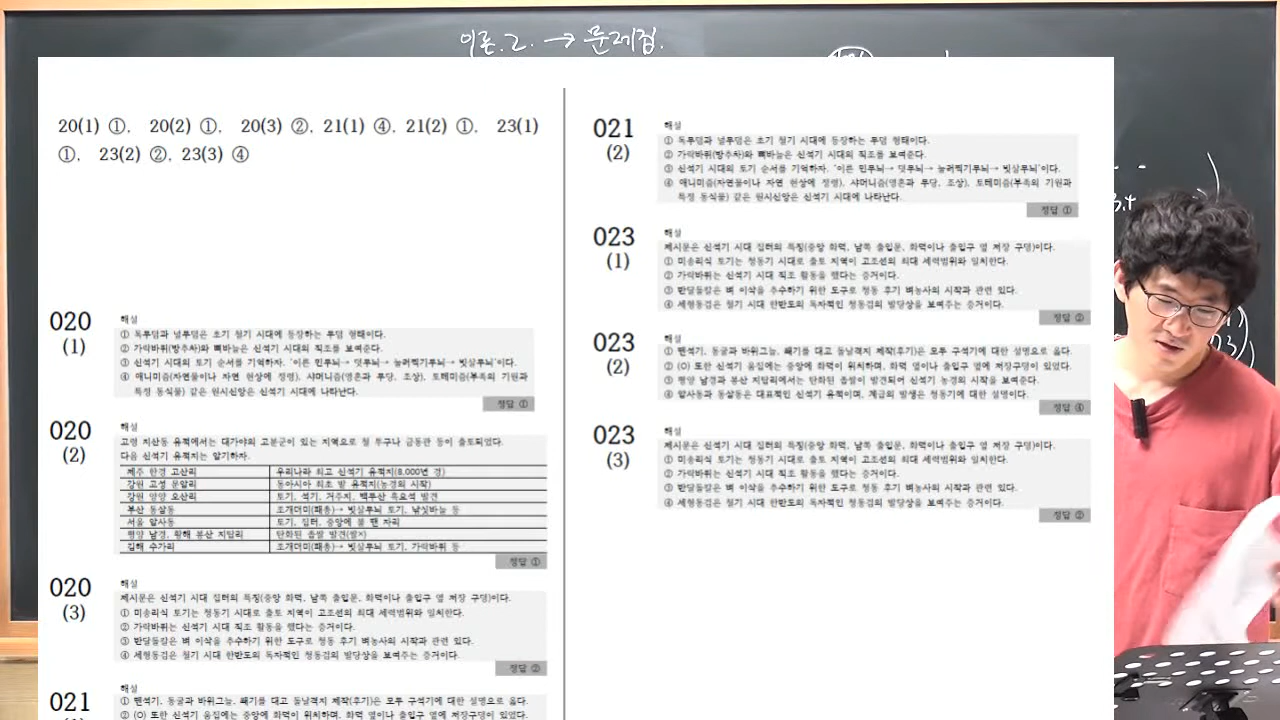 이론.2. → 문제집.
20(1) ①, 20(2) ①, 20(3) ②, 21(1) ④, 21(2) ①, 23(1)
①, 23(2) ②, 23(3) ④
020
(1)
해설
① 독무덤과 널무덤은 초기 철기 시대에 등장하는 무덤 형태이다.
② 가락바퀴(방추차)와 뼈바늘은 신석기 시대의 직조를 보여준다.
③ 신석기 시대의 토기 순서를 기억하자. '이른 민무늬→ 덧무늬→ 눌러찍기무늬→ 빗살무늬'이다.
④ 애니미즘(자연물이나 자연 현상에 정령), 샤머니즘(영혼과 무당, 조상), 토테미즘(부족의 기원과
특정 동식물) 같은 원시신앙은 신석기 시대에 나타난다.
정답 ①
020
(2)
해설
고령 지산동 유적에서는 대가야의 고분군이 있는 지역으로 철 투구나 금동관 등이 출토되었다.
다음 신석기 유적지는 암기하자.
제주 한경 고산리 우리나라 최고 신석기 유적지(8,000년 경)
강원 고성 문암리 동아시아 최초 밭 유적지(농경의 시작)
강원 양양 오산리 토기, 석기, 거주지, 백두산 흑요석 발견
부산 동삼동 조개더미(패총)→ 빗살무늬 토기, 낚싯바늘 등
서울 암사동 토기, 집터, 중앙에 불 땐 자리
평양 남경, 황해 봉산 지탑리 탄화된 좁쌀 발견(쌀×)
김해 수가리 조개더미(패총)→ 빗살무늬 토기, 가락바퀴 등
정답 ①
020
(3)
해설
제시문은 신석기 시대 집터의 특징(중앙 화덕, 남쪽 출입문, 화덕이나 출입구 옆 저장 구덩)이다.
① 미송리식 토기는 청동기 시대로 출토 지역이 고조선의 최대 세력범위와 일치한다.
② 가락바퀴는 신석기 시대 직조 활동을 했다는 증거이다.
③ 반달돌칼은 벼 이삭을 추수하기 위한 도구로 청동 후기 벼농사의 시작과 관련 있다.
④ 세형동검은 철기 시대 한반도의 독자적인 청동검의 발달상을 보여주는 증거이다.
정답 ②
021
해설
① 뗀석기, 동굴과 바위그늘, 쐐기를 대고 돌날격지 제작(후기)은 모두 구석기에 대한 설명으로 옳다.
② (O) 또한 신석기 움집에는 중앙에 화덕이 위치하며, 화덕 옆이나 출입구 옆에 저장구덩이 있었다.
021
(2)
해설
① 독무덤과 널무덤은 초기 철기 시대에 등장하는 무덤 형태이다.
② 가락바퀴(방추차)와 뼈바늘은 신석기 시대의 직조를 보여준다.
③ 신석기 시대의 토기 순서를 기억하자. '이른 민무늬→ 덧무늬→ 눌러찍기무늬→ 빗살무늬'이다.
④ 애니미즘(자연물이나 자연 현상에 정령), 샤머니즘(영혼과 무당, 조상), 토테미즘(부족의 기원과
특정 동식물) 같은 원시신앙은 신석기 시대에 나타난다.
정답 ①
023
(1)
해설
제시문은 신석기 시대 집터의 특징(중앙 화덕, 남쪽 출입문, 화덕이나 출입구 옆 저장 구덩)이다.
① 미송리식 토기는 청동기 시대로 출토 지역이 고조선의 최대 세력범위와 일치한다.
② 가락바퀴는 신석기 시대 직조 활동을 했다는 증거이다.
③ 반달돌칼은 벼 이삭을 추수하기 위한 도구로 청동 후기 벼농사의 시작과 관련 있다.
④ 세형동검은 철기 시대 한반도의 독자적인 청동검의 발달상을 보여주는 증거이다.
정답 ②
023
(2)
해설
① 뗀석기, 동굴과 바위그늘, 쐐기를 대고 돌날격지 제작(후기)은 모두 구석기에 대한 설명으로 옳다.
② (O) 또한 신석기 움집에는 중앙에 화덕이 위치하며, 화덕 옆이나 출입구 옆에 저장구덩이 있었다.
③ 평양 남경과 봉산 지탑리에서는 탄화된 좁쌀이 발견되어 신석기 농경의 시작을 보여준다.
④ 암사동과 동삼동은 대표적인 신석기 유적이며, 계급의 발생은 청동기에 대한 설명이다.
정답 ④
023
(3)
해설
제시문은 신석기 시대 집터의 특징(중앙 화덕, 남쪽 출입문, 화덕이나 출입구 옆 저장 구덩)이다.
① 미송리식 토기는 청동기 시대로 출토 지역이 고조선의 최대 세력범위와 일치한다.
② 가락바퀴는 신석기 시대 직조 활동을 했다는 증거이다.
③ 반달돌칼은 벼 이삭을 추수하기 위한 도구로 청동 후기 벼농사의 시작과 관련 있다.
④ 세형동검은 철기 시대 한반도의 독자적인 청동검의 발달상을 보여주는 증거이다.
정답 ②